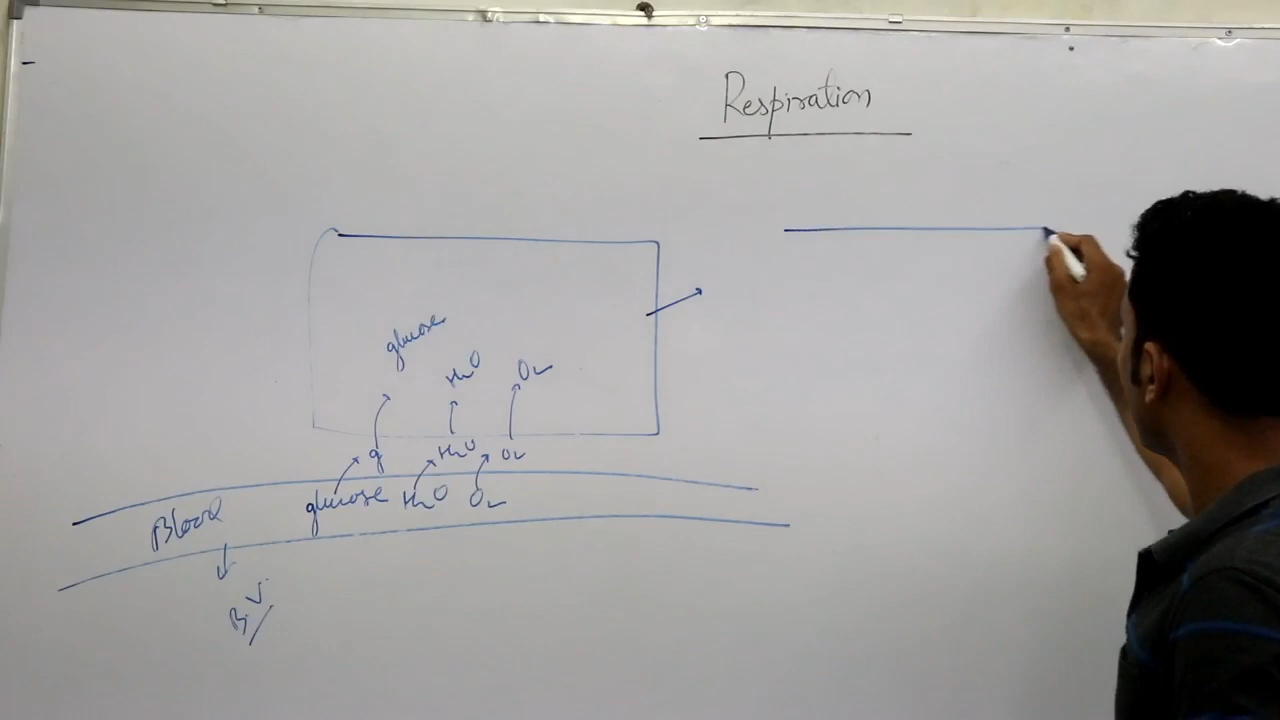 Respiration
glucose
H2O
O2
g
H2O
O2
Blood
glucose
H2O
O2
B.V.